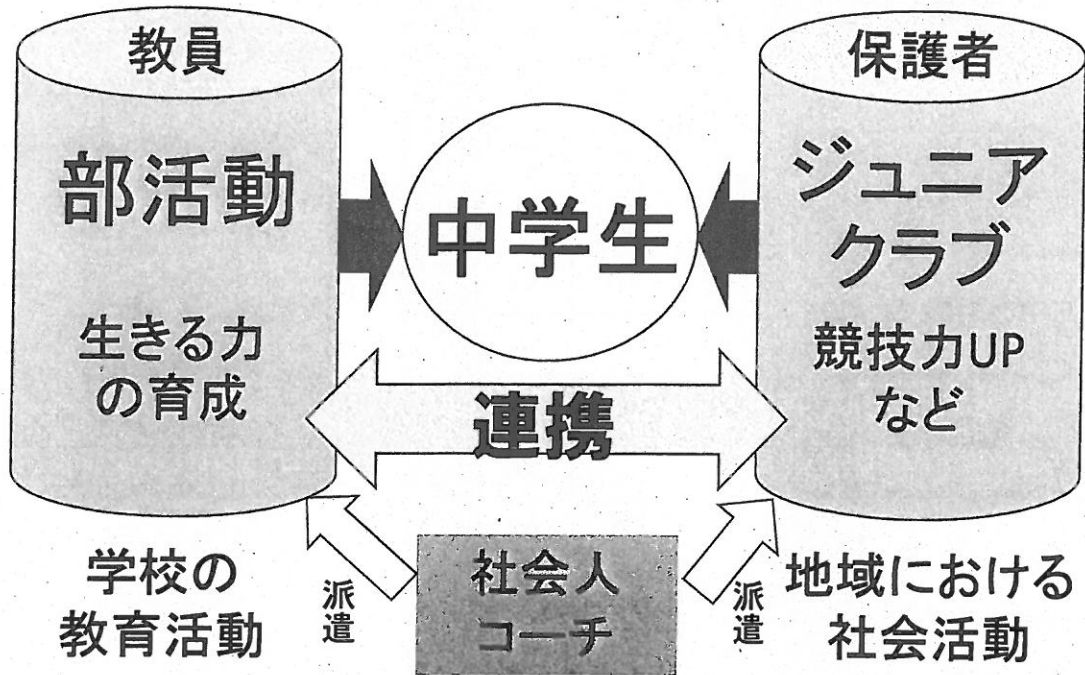 教員
部活動
生きる力
の育成
学校の
教育活動
中学生
連携
社会人
コーチ
派遣
派遣
保護者
ジュニア
クラブ
競技力UP
など
地域における
社会活動